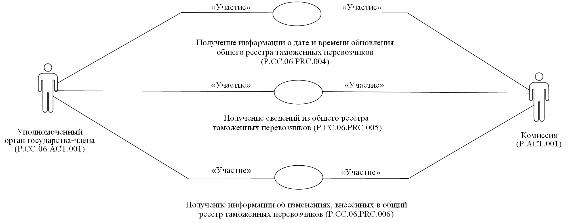 «Участие» «Участие»
Получение информации о дате и времени обновления
общего реестра таможенных перевозчиков
(P.CC.06.PRC.004)
«Участие» «Участие»
Уполномоченный
орган государства-члена
(P.CC.06.ACT.001)
Получение сведений из общего реестра
таможенных перевозчиков (P.CC.06.PRC.005)
Комиссия
(P.ACT.001)
«Участие» «Участие»
Получение информации об изменениях, внесенных в общий
реестр таможенных перевозчиков (P.CC.06.PRC.006)